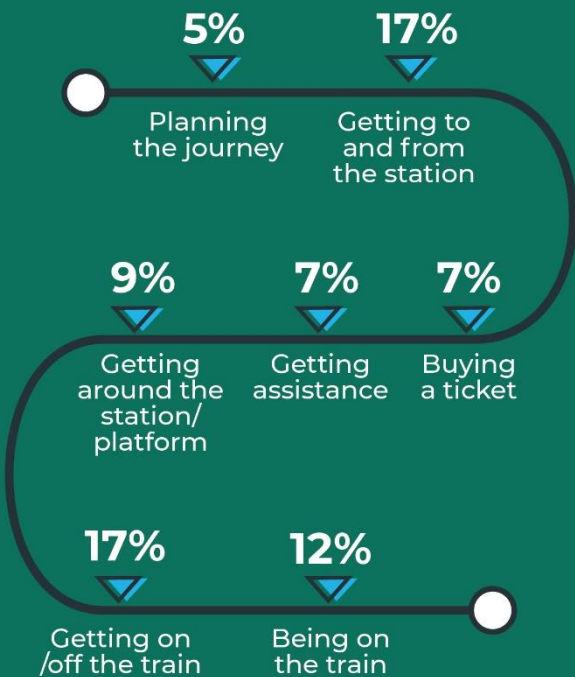 5%
Planning
the journey
17%
Getting to
and from
the station
7%
Buying
a ticket
7%
Getting
assistance
9%
Getting
around the
station/
platform
17%
Getting on
/off the train
12%
Being on
the train